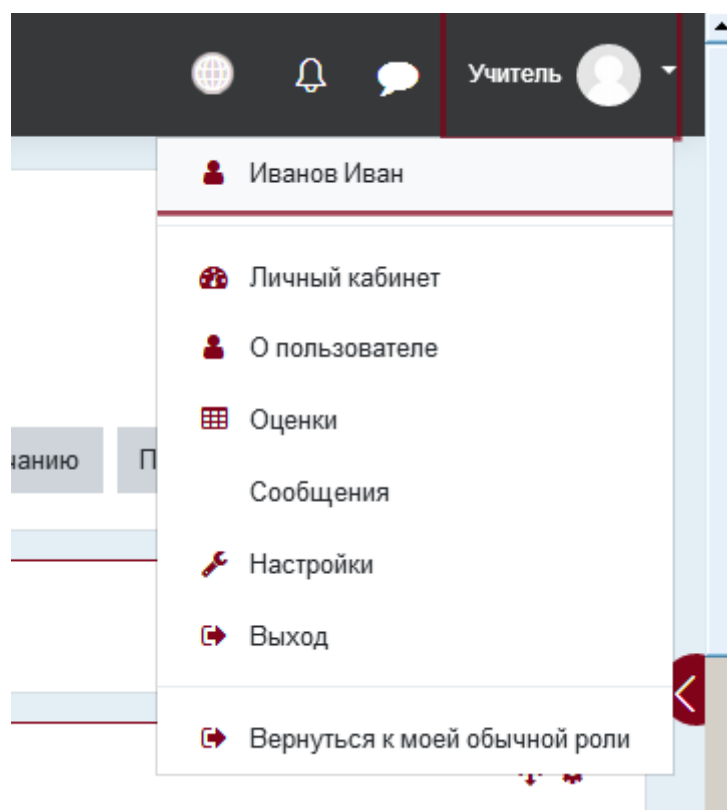 Учитель
Иванов Иван
Личный кабинет
О пользователе
Оценки
Сообщения
Настройки
Выход
Вернуться к моей обычной роли